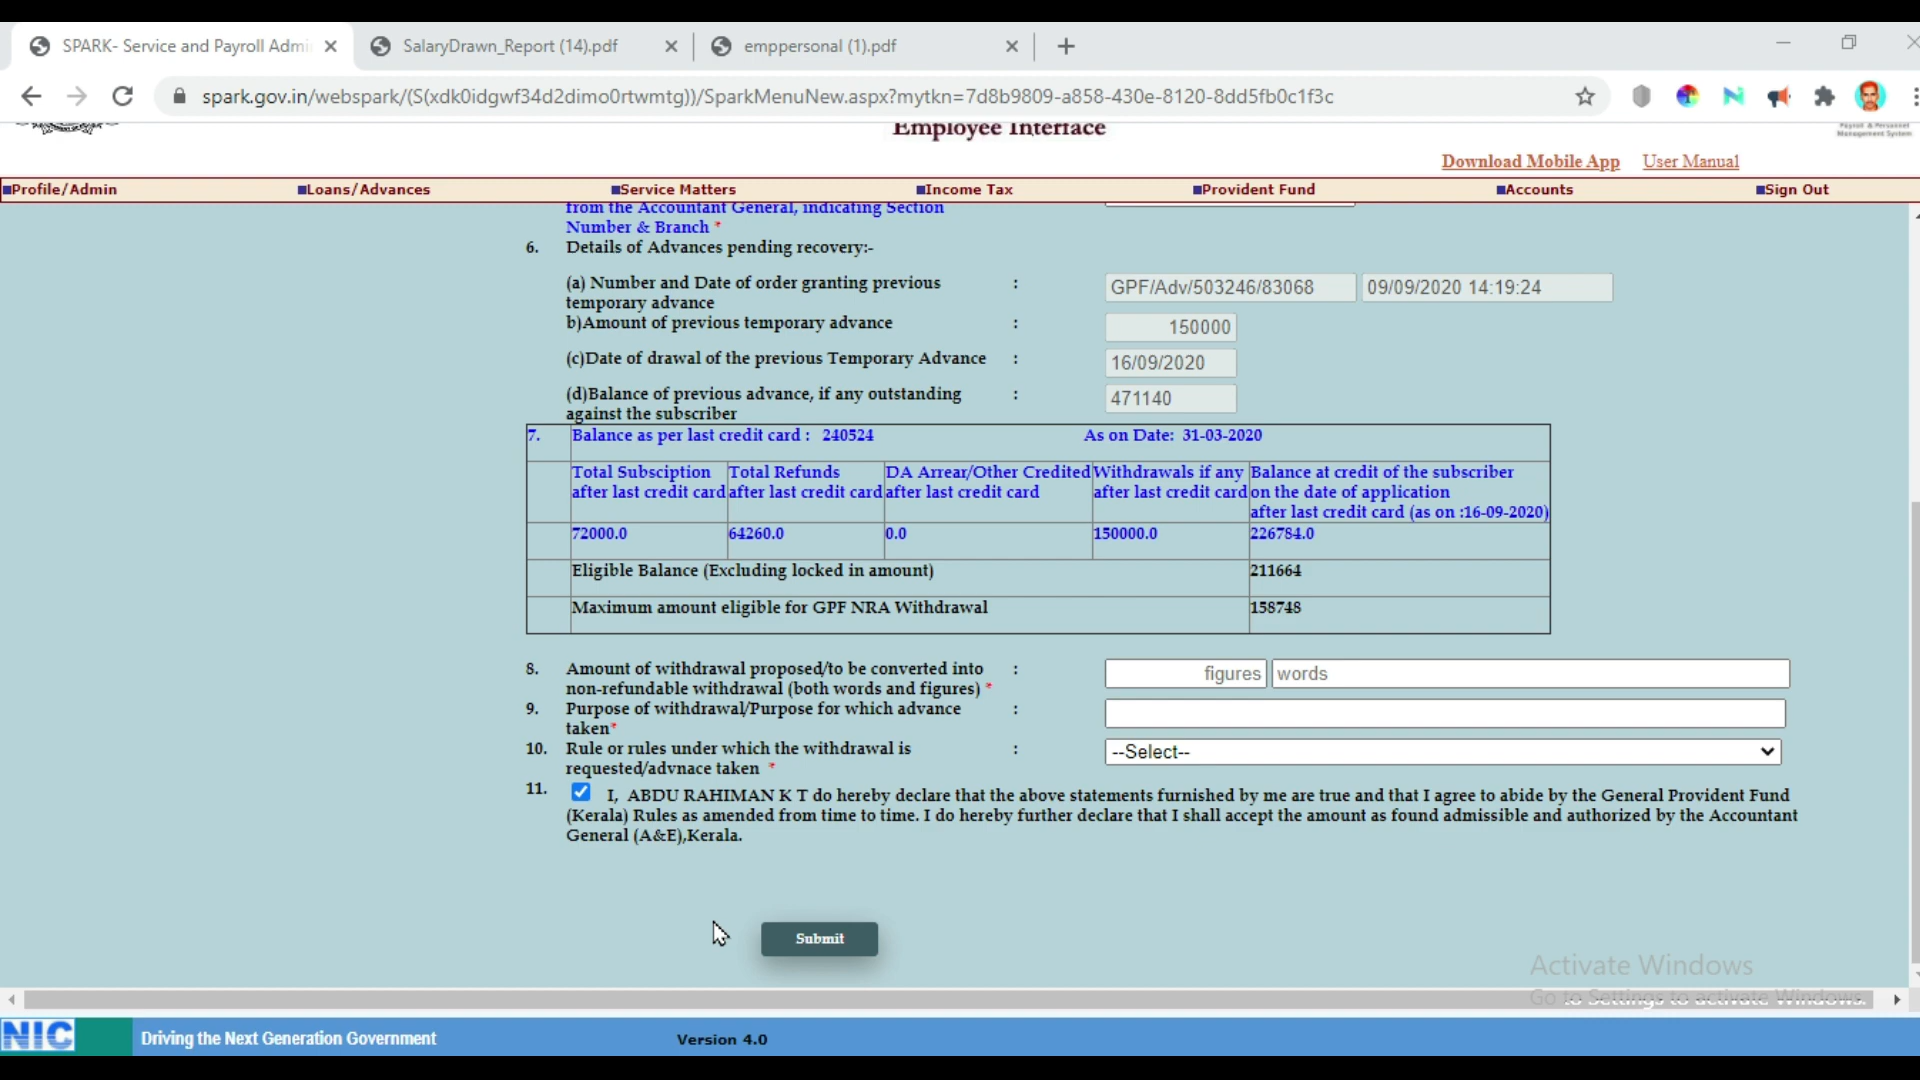 SPARK- Service and Payroll Admi
SalaryDrawn_Report (14).pdf
emppersonal (1).pdf
spark.gov.in/webspark/(S(xdk0idgwf34d2dimo0rtwmtg))/SparkMenuNew.aspx?mytkn=7d8b9809-a858-430e-8120-8dd5fb0c1f3c
Employee Interface
Payroll & Personnel
Management System
Download Mobile App User Manual
Profile/Admin Loans/Advances Service Matters Income Tax Provident Fund Accounts Sign Out
from the Accountant General, indicating Section
Number & Branch *
6. Details of Advances pending recovery:-
(a) Number and Date of order granting previous : GPF/Adv/503246/83068 09/09/2020 14:19:24
temporary advance
b)Amount of previous temporary advance : 150000
(c)Date of drawal of the previous Temporary Advance : 16/09/2020
(d)Balance of previous advance, if any outstanding : 471140
against the subscriber
7. Balance as per last credit card : 240524 As on Date: 31-03-2020
Total Subsciption after last credit card
Total Refunds after last credit card
DA Arrear/Other Credited after last credit card
Withdrawals if any after last credit card
Balance at credit of the subscriber
on the date of application
after last credit card (as on :16-09-2020)
72000.0 64260.0 0.0 150000.0 226784.0
Eligible Balance (Excluding locked in amount) 211664
Maximum amount eligible for GPF NRA Withdrawal 158748
8. Amount of withdrawal proposed/to be converted into : figures words
non-refundable withdrawal (both words and figures) *
9. Purpose of withdrawal/Purpose for which advance :
taken*
10. Rule or rules under which the withdrawal is : --Select--
requested/advnace taken *
11. I, ABDU RAHIMAN K T do hereby declare that the above statements furnished by me are true and that I agree to abide by the General Provident Fund
(Kerala) Rules as amended from time to time. I do hereby further declare that I shall accept the amount as found admissible and authorized by the Accountant
General (A&E),Kerala.
Submit
Activate Windows
Go to Settings to activate Windows.
NIC Driving the Next Generation Government Version 4.0